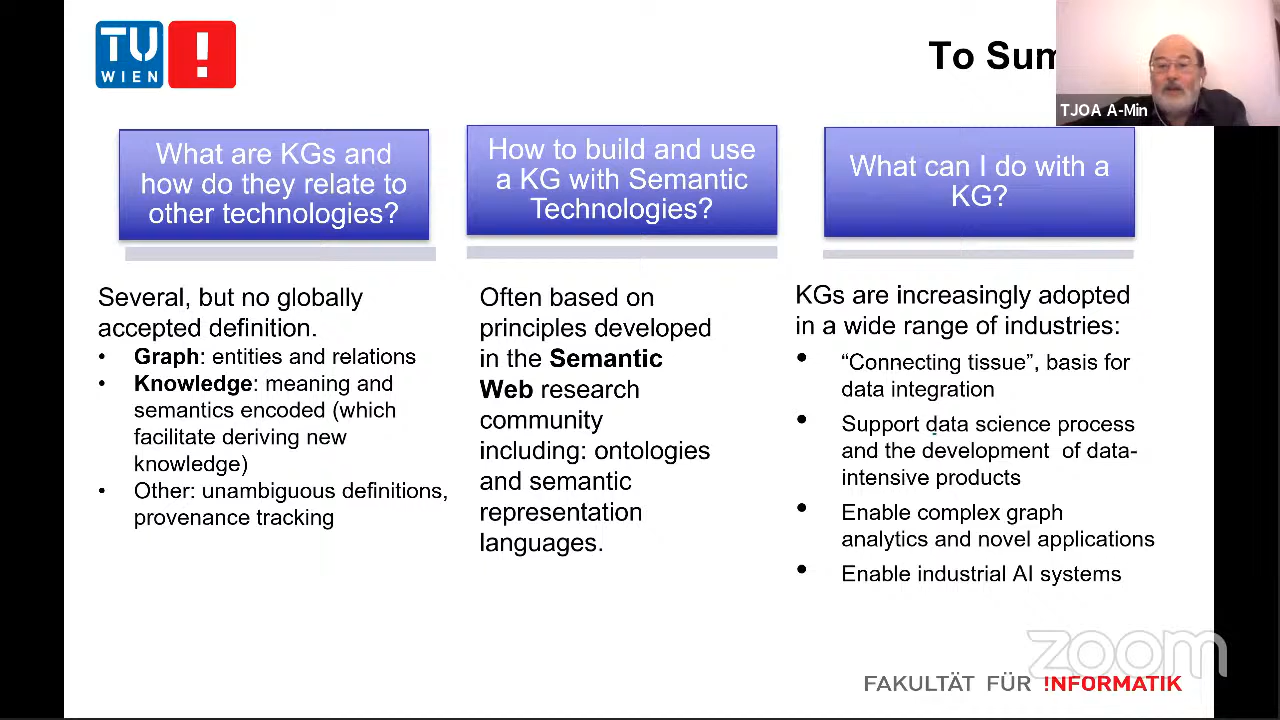 TU
WIEN
!
To Sum
TJOA A-Min
What are KGs and
how do they relate to
other technologies?
How to build and use
a KG with Semantic
Technologies?
What can I do with a
KG?
Several, but no globally
accepted definition.
• Graph: entities and relations
• Knowledge: meaning and
semantics encoded (which
facilitate deriving new
knowledge)
• Other: unambiguous definitions,
provenance tracking
Often based on
principles developed
in the Semantic
Web research
community
including: ontologies
and semantic
representation
languages.
KGs are increasingly adopted
in a wide range of industries:
• “Connecting tissue”, basis for
data integration
• Support data science process
and the development of data-
intensive products
• Enable complex graph
analytics and novel applications
• Enable industrial AI systems
zoom
FAKULTÄT FÜR !NFORMATIK